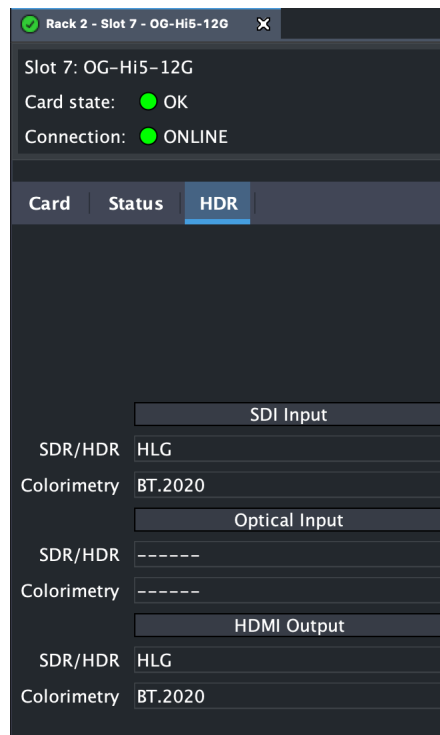 Rack 2 - Slot 7 - OG-Hi5-12G
Slot 7: OG-Hi5-12G
Card state: OK
Connection: ONLINE
Card Status HDR
SDI Input
SDR/HDR HLG
Colorimetry BT.2020
Optical Input
SDR/HDR ------
Colorimetry ------
HDMI Output
SDR/HDR HLG
Colorimetry BT.2020